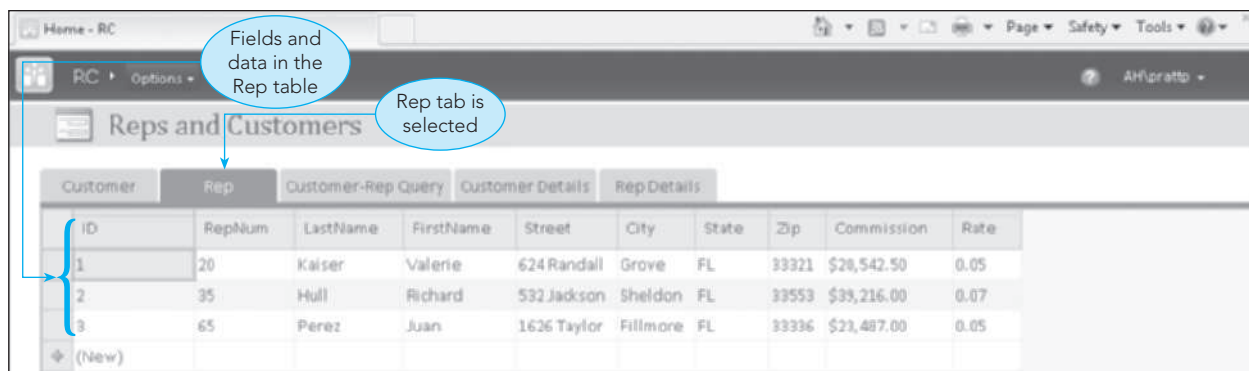 Home - RC
Page Safety Tools
Fields and
data in the
Rep table
RC Options
AH\prattp
Rep tab is
selected
Reps and Customers
Customer Rep Customer-Rep Query Customer Details Rep Details
ID RepNum LastName FirstName Street City State Zip Commission Rate
1 20 Kaiser Valerie 624 Randall Grove FL 33321 $20,542.50 0.05
2 35 Hull Richard 532 Jackson Sheldon FL 33553 $39,216.00 0.07
3 65 Perez Juan 1626 Taylor Fillmore FL 33336 $23,487.00 0.05
(New)